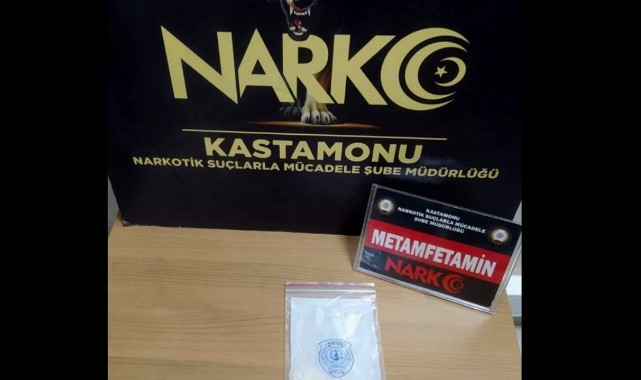 NARKO
KASTAMONU
NARKOTİK SUÇLARLA MÜCADELE ŞUBE MÜDÜRLÜĞÜ
KASTAMONU
NARKOTİK SUÇLARLA MÜCADELE
ŞUBE MÜDÜRLÜĞÜ
METAMFETAMİN
NARKO